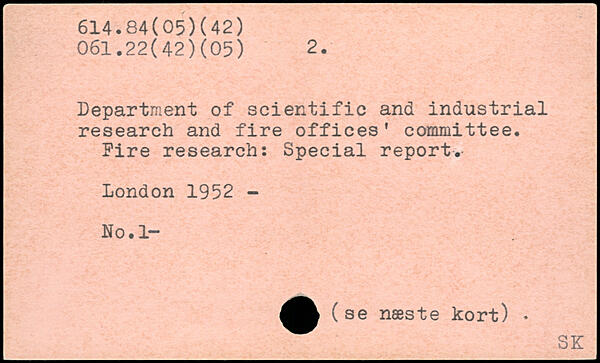 614.84(05)(42)
061.22(42)(05) 2.
Department of scientific and industrial
research and fire offices' committee.
Fire research: Special report.
London 1952 -
No.1-
(se næste kort) .
SK